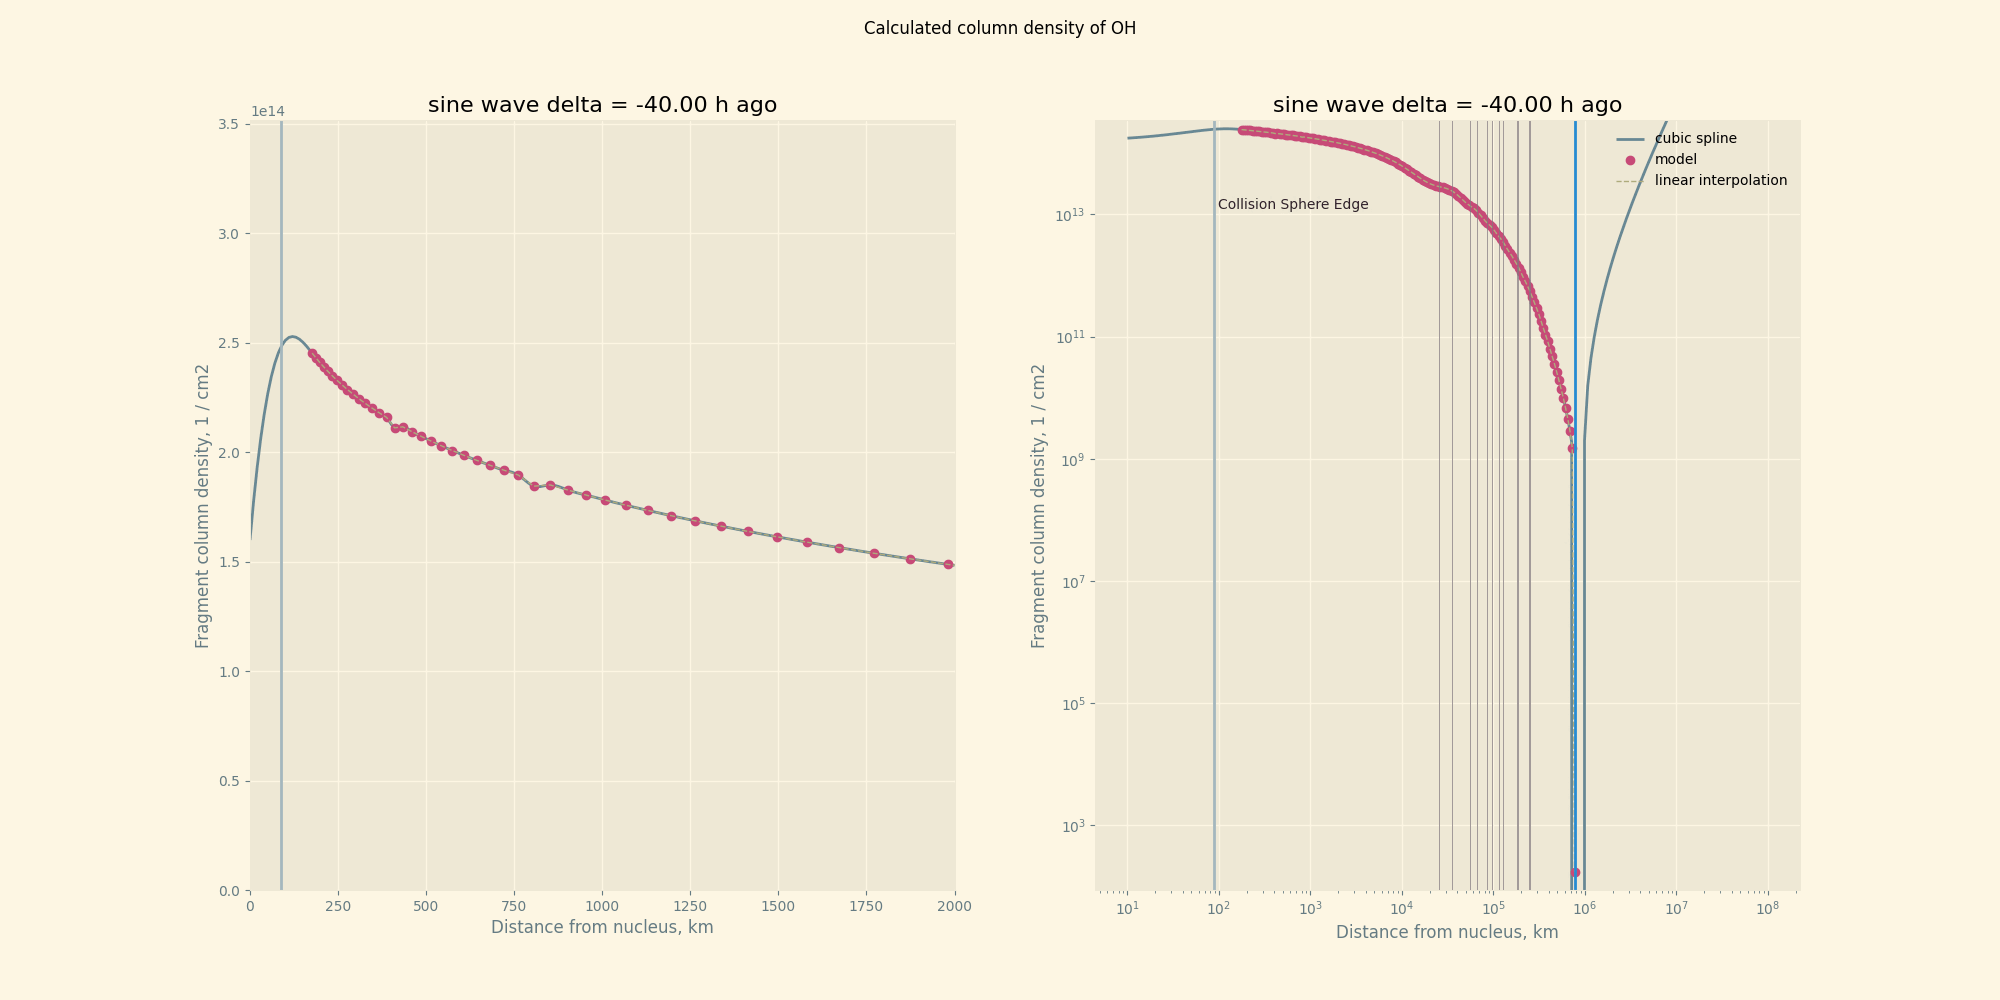 Calculated column density of OH
sine wave delta = -40.00 h ago
1e14
3.5
3.0
2.5
2.0
1.5
1.0
0.5
0.0
Fragment column density, 1 / cm2
0 250 500 750 1000 1250 1500 1750 2000
Distance from nucleus, km
sine wave delta = -40.00 h ago
cubic spline
model
linear interpolation
Collision Sphere Edge
10^13
10^11
10^9
10^7
10^5
10^3
Fragment column density, 1 / cm2
10^1 10^2 10^3 10^4 10^5 10^6 10^7 10^8
Distance from nucleus, km